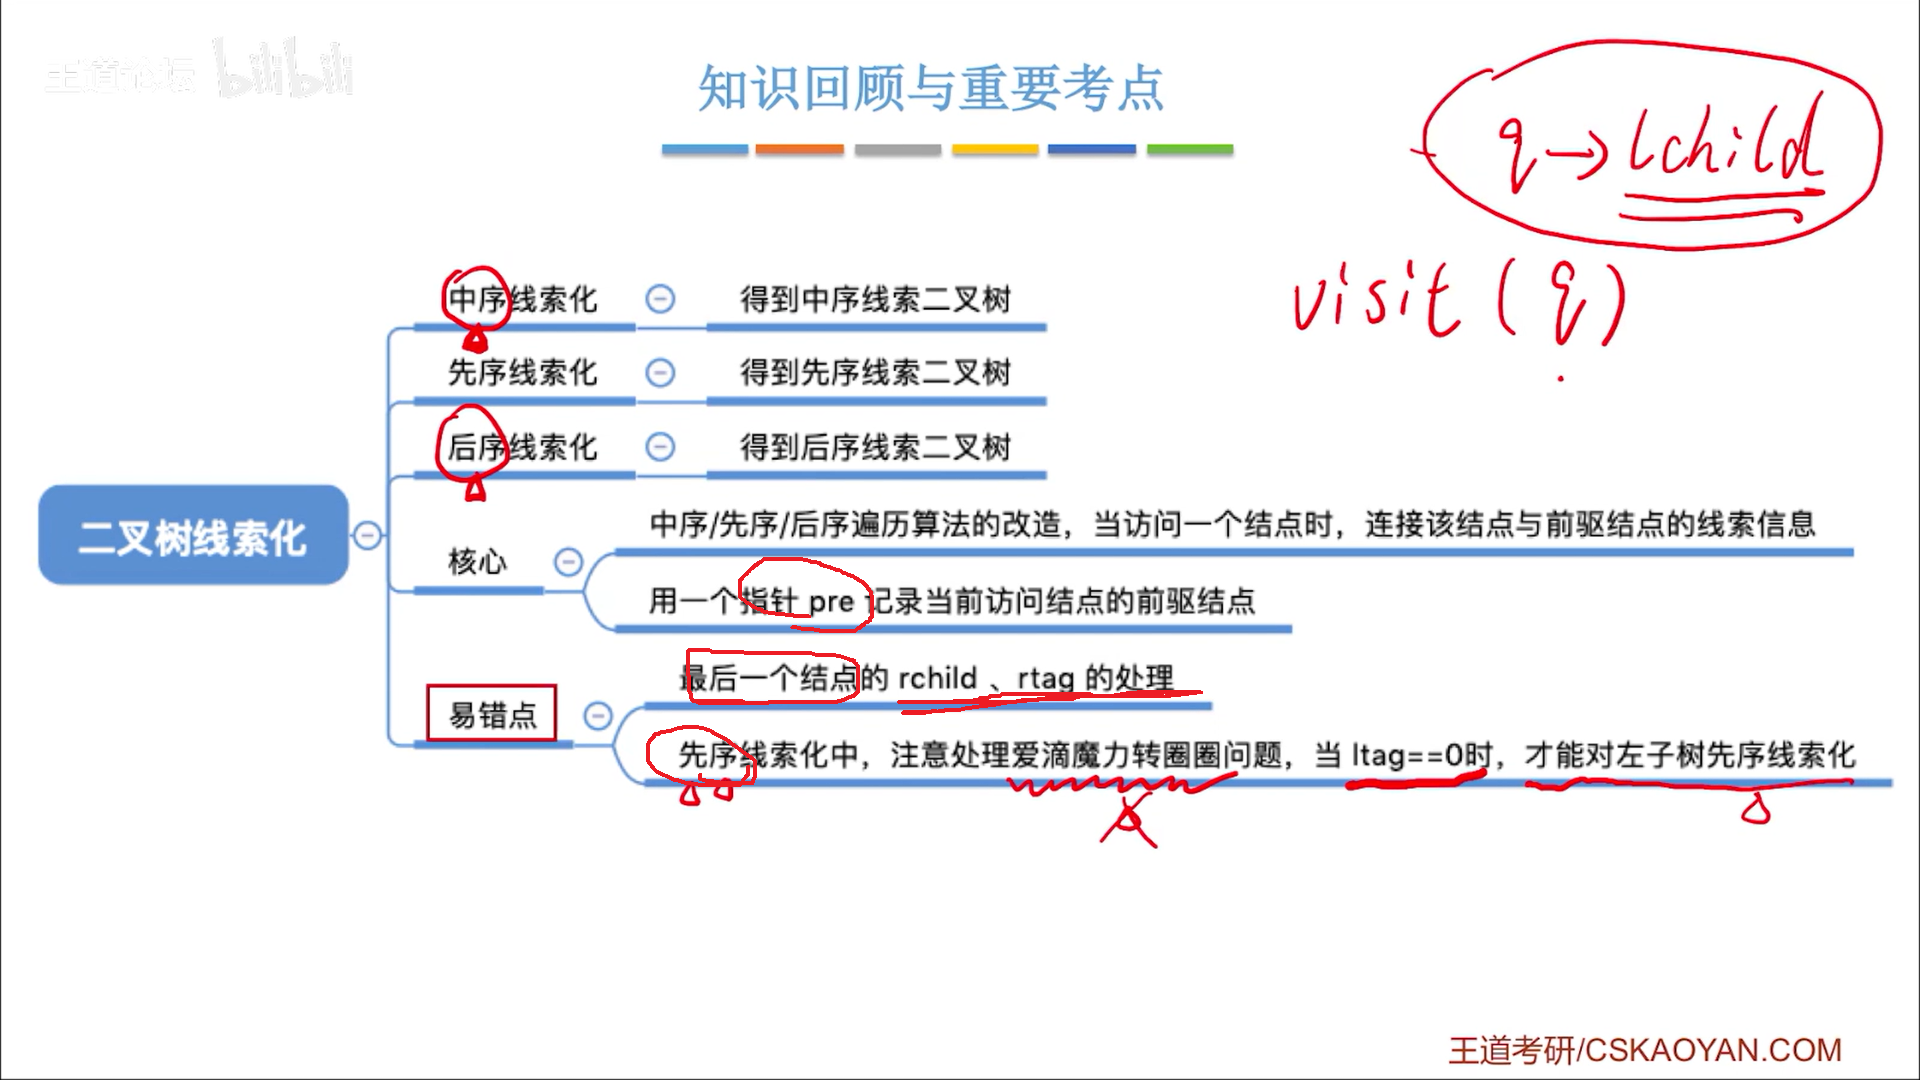 王道论坛 bilibili
知识回顾与重要考点
q→lchild
visit(q)
中序线索化
得到中序线索二叉树
先序线索化
得到先序线索二叉树
后序线索化
得到后序线索二叉树
二叉树线索化
核心
中序/先序/后序遍历算法的改造，当访问一个结点时，连接该结点与前驱结点的线索信息
用一个指针 pre 记录当前访问结点的前驱结点
易错点
最后一个结点的 rchild 、rtag 的处理
先序线索化中，注意处理爱滴魔力转圈圈问题，当 ltag==0时，才能对左子树先序线索化
王道考研/CSKAOYAN.COM